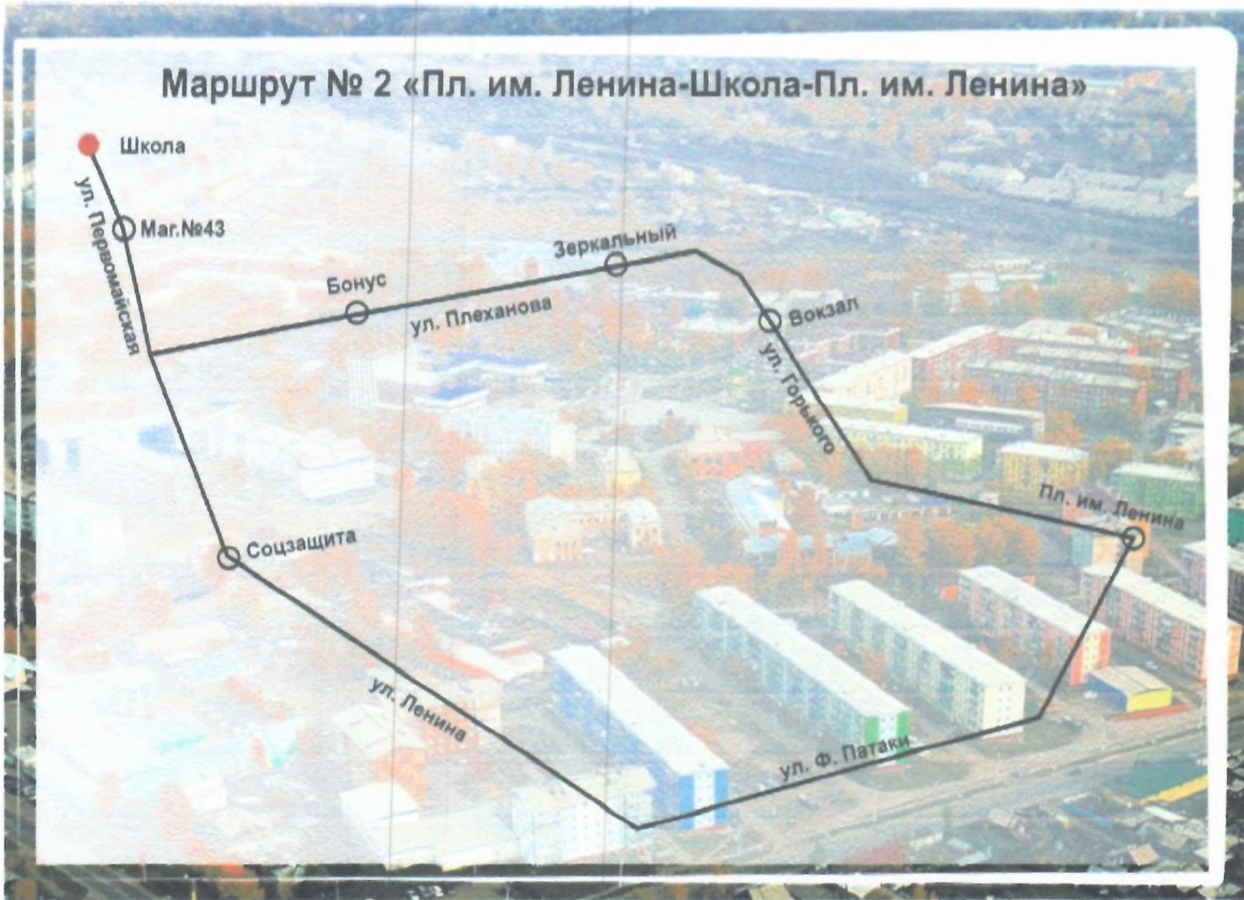 Маршрут № 2 «Пл. им. Ленина-Школа-Пл. им. Ленина»
Школа
ул. Первомайская
Маг.№43
Бонус
ул. Плеханова
Зеркальный
Вокзал
ул. Горького
Пл. им. Ленина
Соцзащита
ул. Ленина
ул. Ф. Патаки